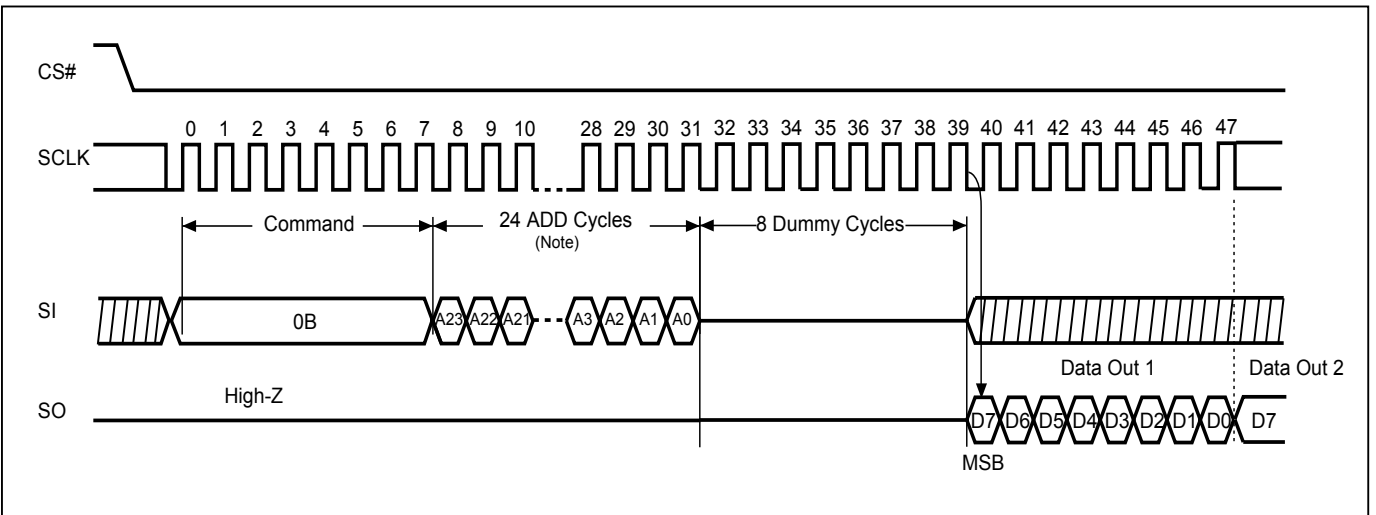 CS#
0 1 2 3 4 5 6 7 8 9 10 28 29 30 31 32 33 34 35 36 37 38 39 40 41 42 43 44 45 46 47
SCLK
Command 24 ADD Cycles 8 Dummy Cycles
(Note)
SI 0B A23 A22 A21 A3 A2 A1 A0
Data Out 1 Data Out 2
High-Z
SO D7 D6 D5 D4 D3 D2 D1 D0 D7
MSB